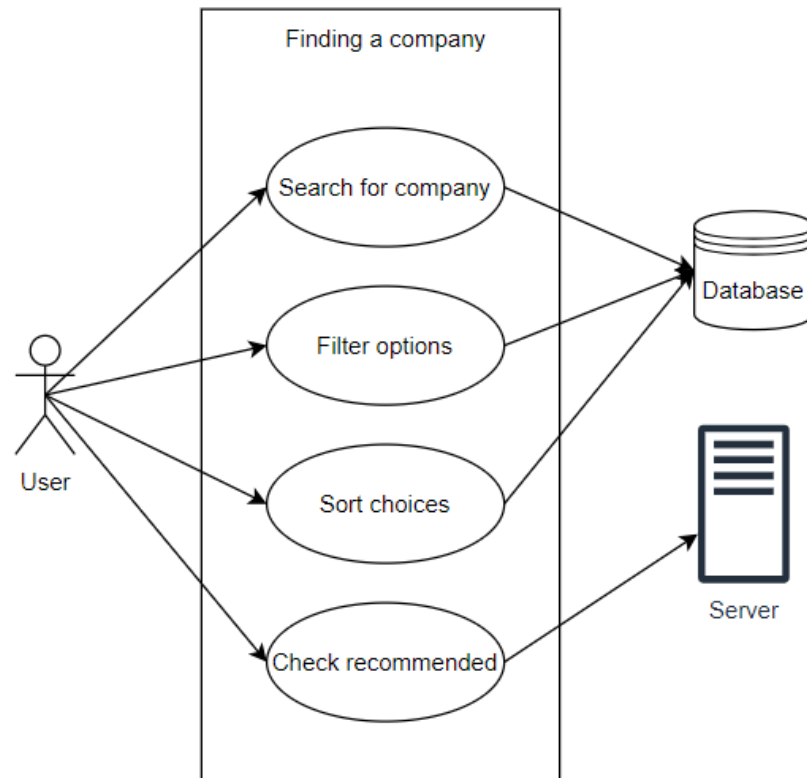 Finding a company
Search for company
Database
Filter options
User
Sort choices
Server
Check recommended